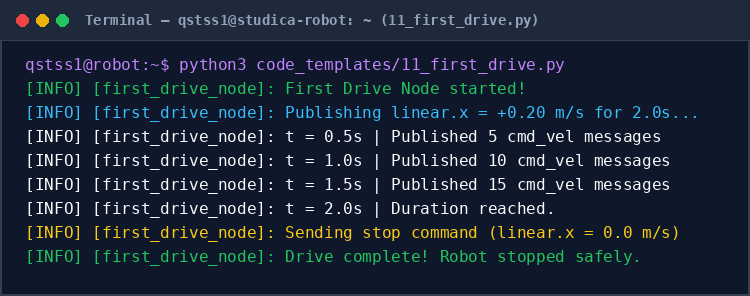 Terminal — qstss1@studica-robot: ~ (11_first_drive.py)
qstss1@robot:~$ python3 code_templates/11_first_drive.py
[INFO] [first_drive_node]: First Drive Node started!
[INFO] [first_drive_node]: Publishing linear.x = +0.20 m/s for 2.0s...
[INFO] [first_drive_node]: t = 0.5s | Published 5 cmd_vel messages
[INFO] [first_drive_node]: t = 1.0s | Published 10 cmd_vel messages
[INFO] [first_drive_node]: t = 1.5s | Published 15 cmd_vel messages
[INFO] [first_drive_node]: t = 2.0s | Duration reached.
[INFO] [first_drive_node]: Sending stop command (linear.x = 0.0 m/s)
[INFO] [first_drive_node]: Drive complete! Robot stopped safely.